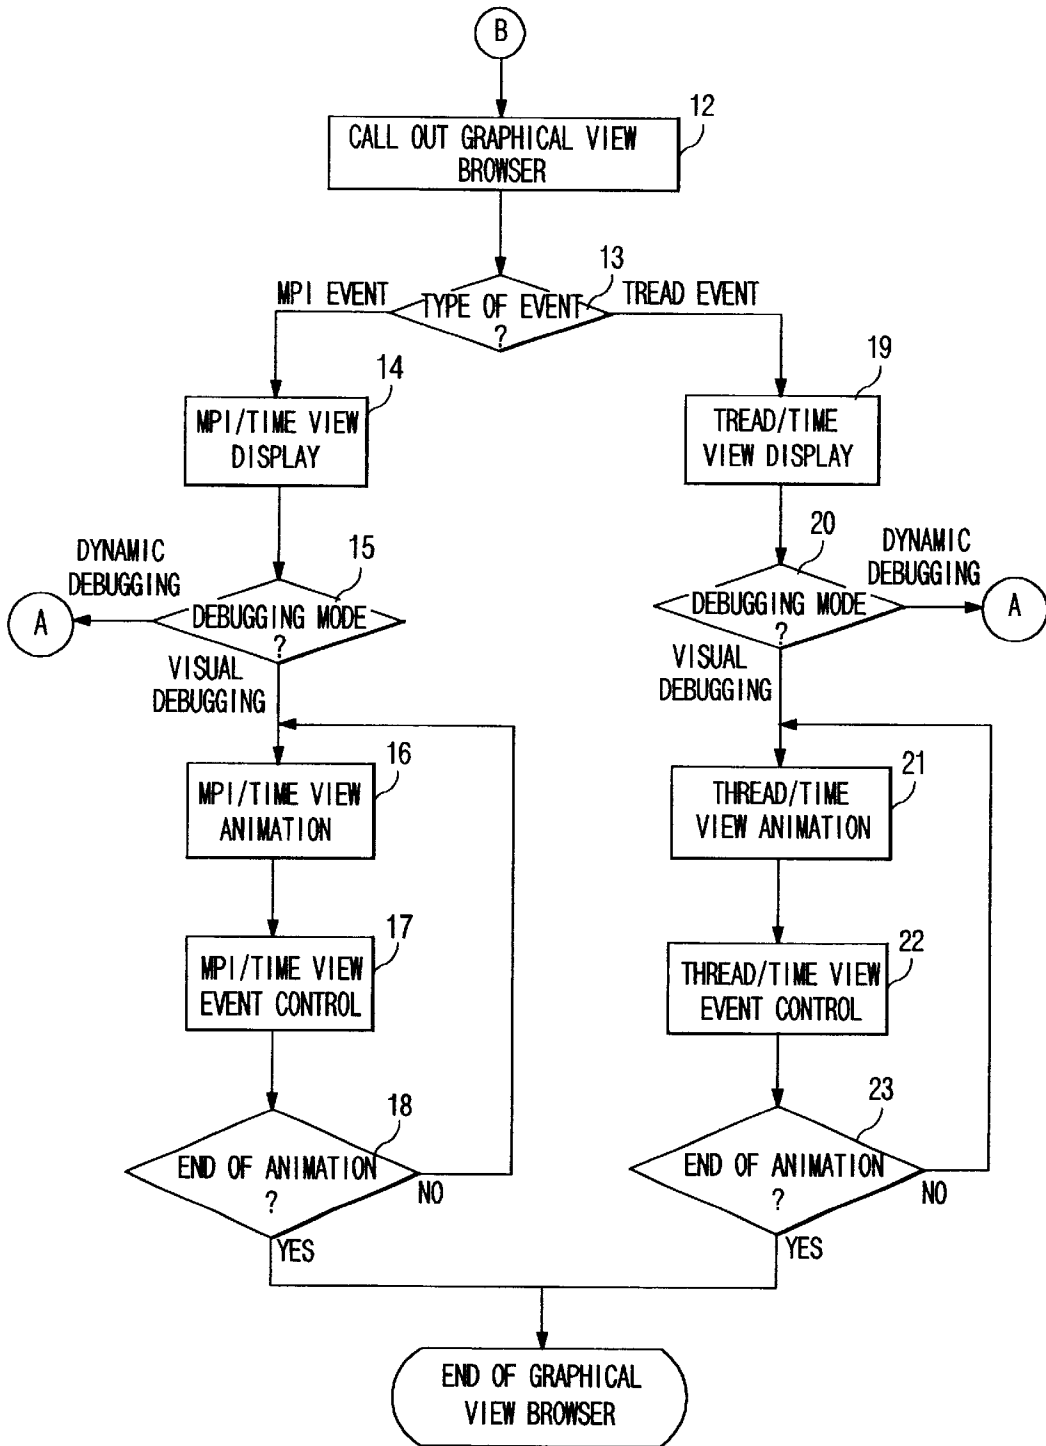 B
12
CALL OUT GRAPHICAL VIEW
BROWSER
13
MPI EVENT
TYPE OF EVENT
?
TREAD EVENT
14
MPI/TIME VIEW
DISPLAY
19
TREAD/TIME
VIEW DISPLAY
DYNAMIC
DEBUGGING
A
15
DEBUGGING MODE
?
VISUAL
DEBUGGING
20
DEBUGGING MODE
?
DYNAMIC
DEBUGGING
A
VISUAL
DEBUGGING
16
MPI/TIME VIEW
ANIMATION
21
THREAD/TIME
VIEW ANIMATION
17
MPI/TIME VIEW
EVENT CONTROL
22
THREAD/TIME VIEW
EVENT CONTROL
18
END OF ANIMATION
?
NO
YES
23
END OF ANIMATION
?
NO
YES
END OF GRAPHICAL
VIEW BROWSER